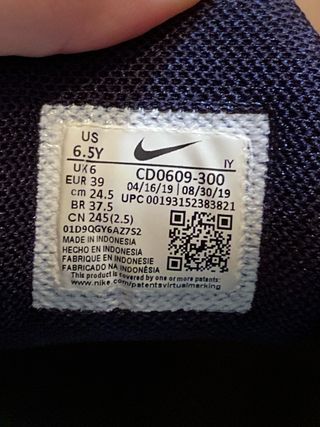 US
6.5Y
UK6
EUR 39
cm 24.5
BR 37.5
CN 245 (2.5)
IY
CD0609-300
04/16/19 | 08/30/19
UPC 00193152383821
01D9QGY6AZ7S2
MADE IN INDONESIA
HECHO EN INDONESIA
FABRIQUE EN INDONESIE
FABRICADO NA INDONÉSIA
This product is covered by one or more patents:
www.nike.com/patentsvirtualmarking